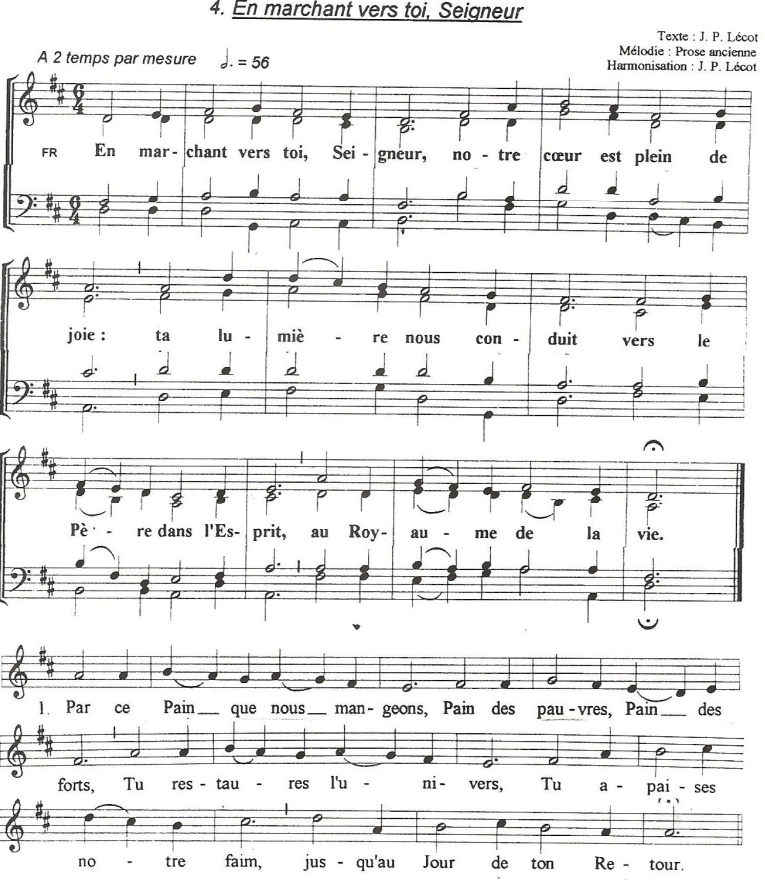 4. En marchant vers toi, Seigneur
Texte : J. P. Lécot
Mélodie : Prose ancienne
Harmonisation : J. P. Lécot
A 2 temps par mesure = 56
FR En mar - chant vers toi, Sei - gneur, no - tre cœur est plein de
joie : ta lu - miè - re nous con - duit vers le
Pè - re dans l'Es- prit, au Roy- au - me de la vie.
1. Par ce Pain__ que nous__ man- geons, Pain des pau - vres, Pain__ des
forts, Tu res - tau - res l'u - ni - vers, Tu a - pai - ses
no - tre faim, jus - qu'au Jour de ton Re - tour.